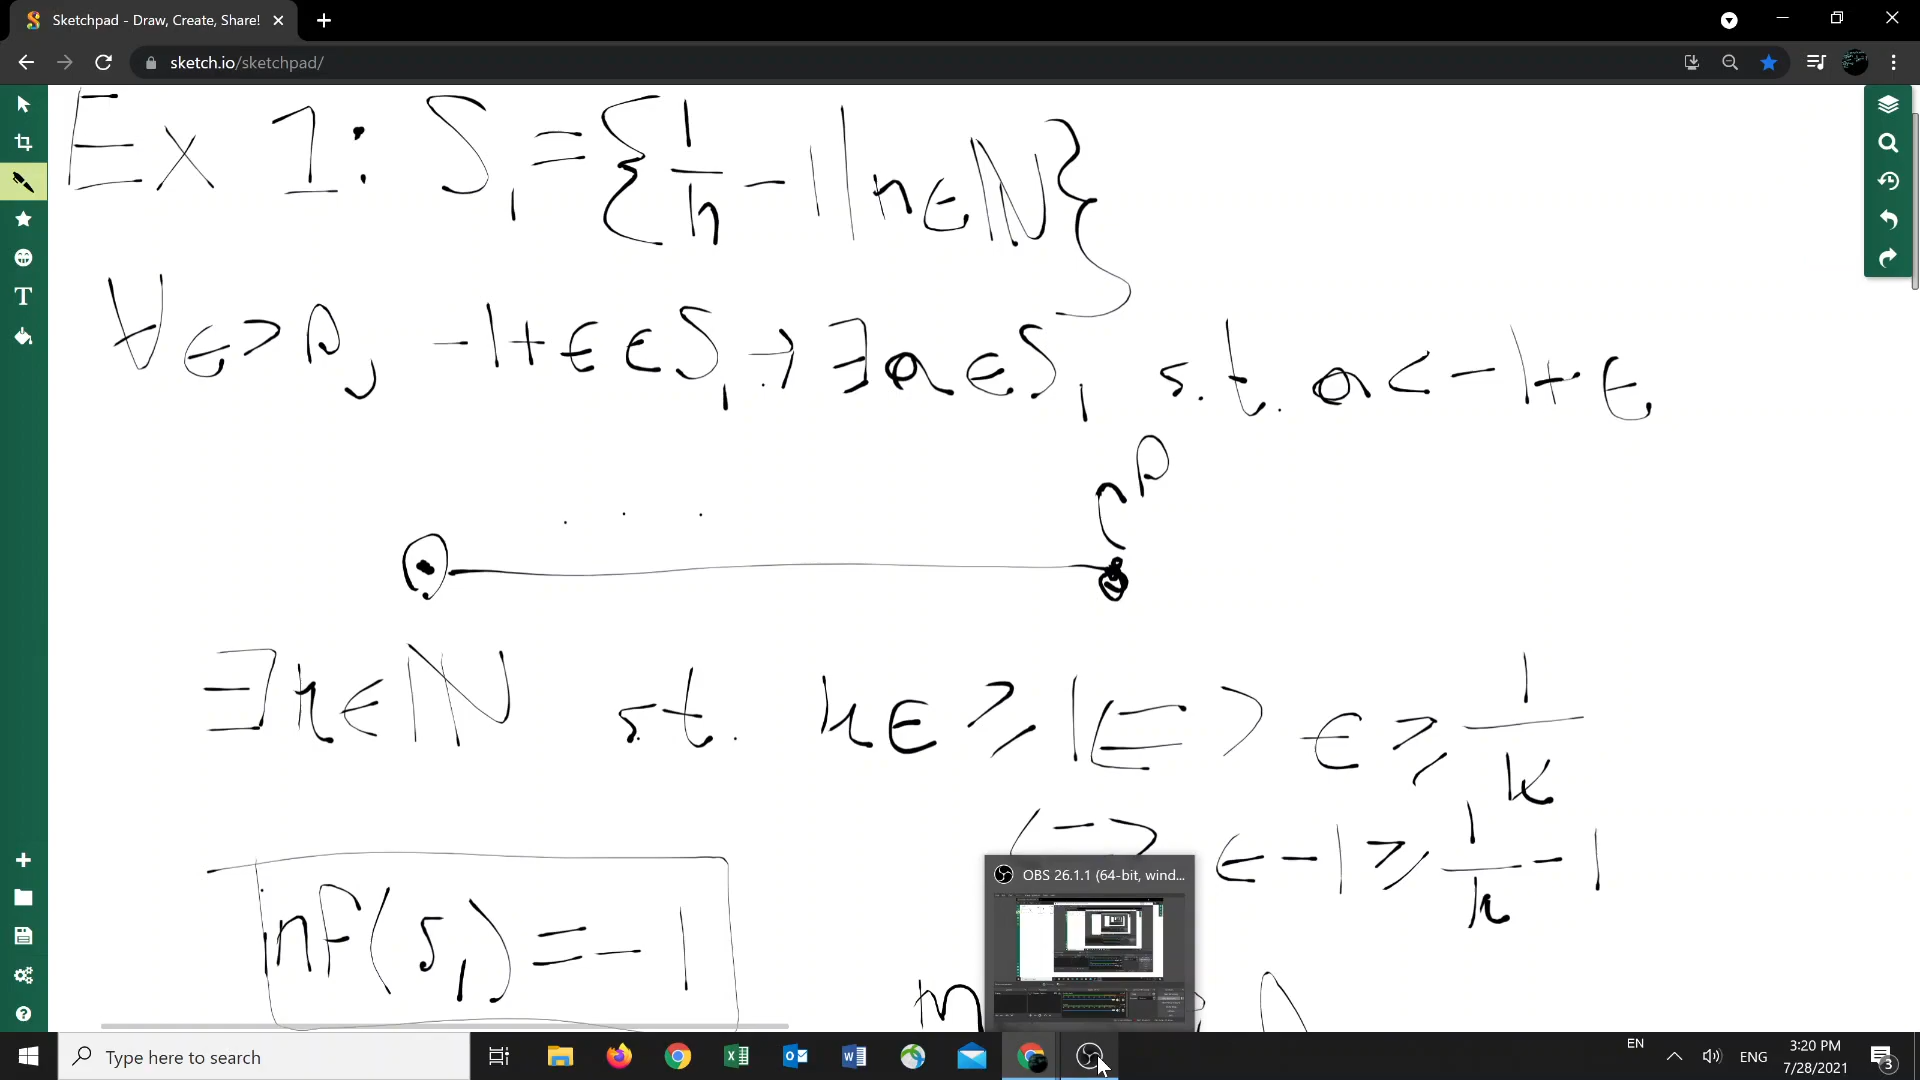 Sketchpad - Draw, Create, Share!
sketch.io/sketchpad/
Ex 1: S₁ = {1/n - 1 | n ∈ ℕ}
∀ε > 0, -1 + ε ∈ S₁ → ∃a ∈ S₁ s.t. a < -1 + ε
0
∃k ∈ ℕ s.t. kε ≥ 1 <=> ε ≥ 1/k
<-> ε - 1 ≥ 1/k - 1
inf(S₁) = -1
OBS 26.1.1 (64-bit, wind...
Type here to search
EN
ENG
3:20 PM
7/28/2021
3